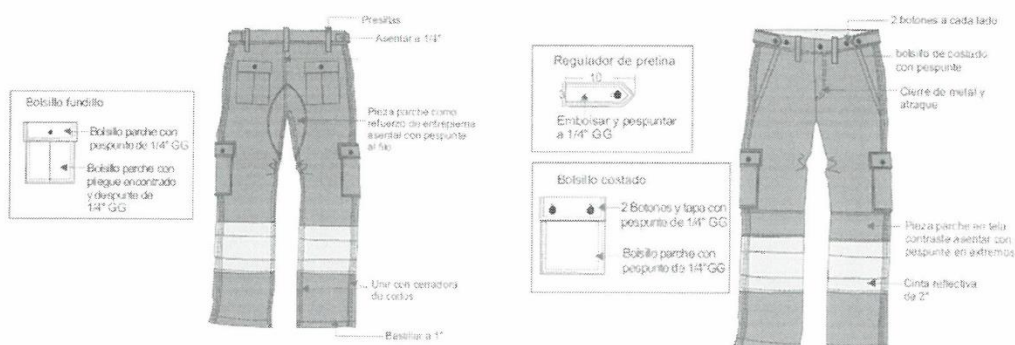 Presillas
Asentar a 1/4"
Bolsillo fundillo
Bolsillo parche con
pespunto de 1/4" GG
Bolsillo parche con
pliegue encontrado
y despunte de
1/4" GG
Pieza parche como
refuerzo de entrepierna
asentar con pespunte
al filo
Unir con cerradora
de codos
Bastillar a 1"
Regulador de pretina
10
3
Embolsar y pespuntar
a 1/4" GG
Bolsillo costado
2 Botones y tapa con
pespunto de 1/4" GG
Bolsillo parche con
pespunto de 1/4" GG
2 botones a cada lado
bolsillo de costado
con pespunte
Cierre de metal y
atraque
Pieza parche en tela
contraste asentar con
pespunte en extremos
Cinta reflectiva
de 2"